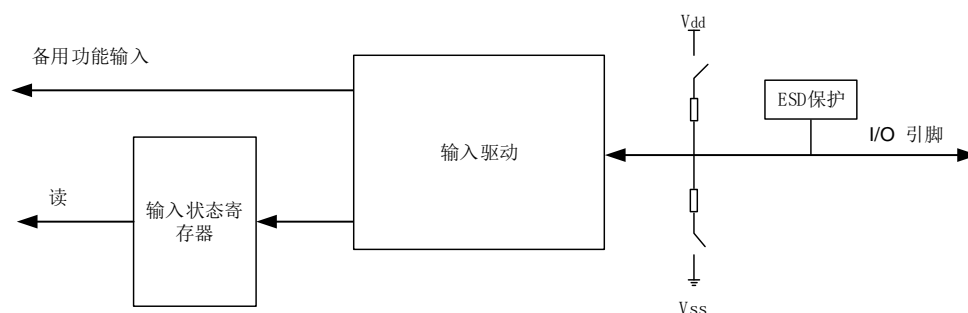 Vdd
备用功能输入
ESD保护
I/O 引脚
输入驱动
读
输入状态寄
存器
Vss